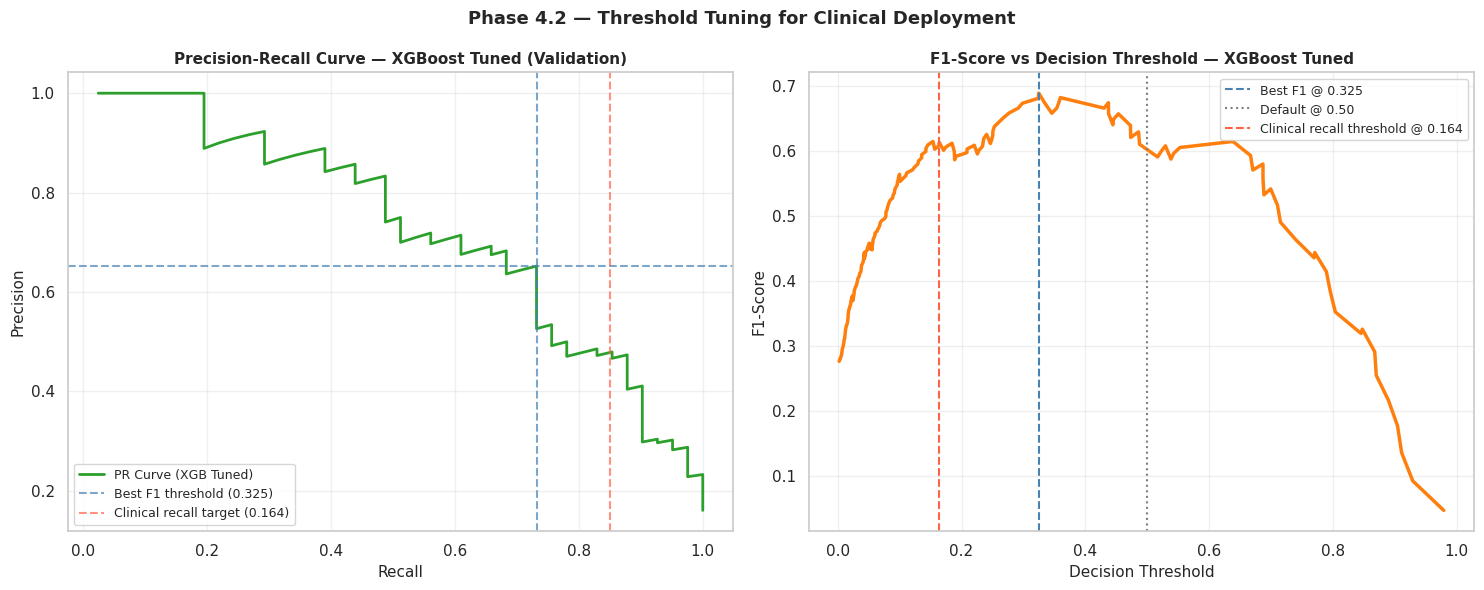 Phase 4.2 — Threshold Tuning for Clinical Deployment
Precision-Recall Curve — XGBoost Tuned (Validation)
Precision
1.0
0.8
0.6
0.4
0.2
PR Curve (XGB Tuned)
Best F1 threshold (0.325)
Clinical recall target (0.164)
0.0 0.2 0.4 0.6 0.8 1.0
Recall
F1-Score vs Decision Threshold — XGBoost Tuned
F1-Score
0.7
0.6
0.5
0.4
0.3
0.2
0.1
Best F1 @ 0.325
Default @ 0.50
Clinical recall threshold @ 0.164
0.0 0.2 0.4 0.6 0.8 1.0
Decision Threshold